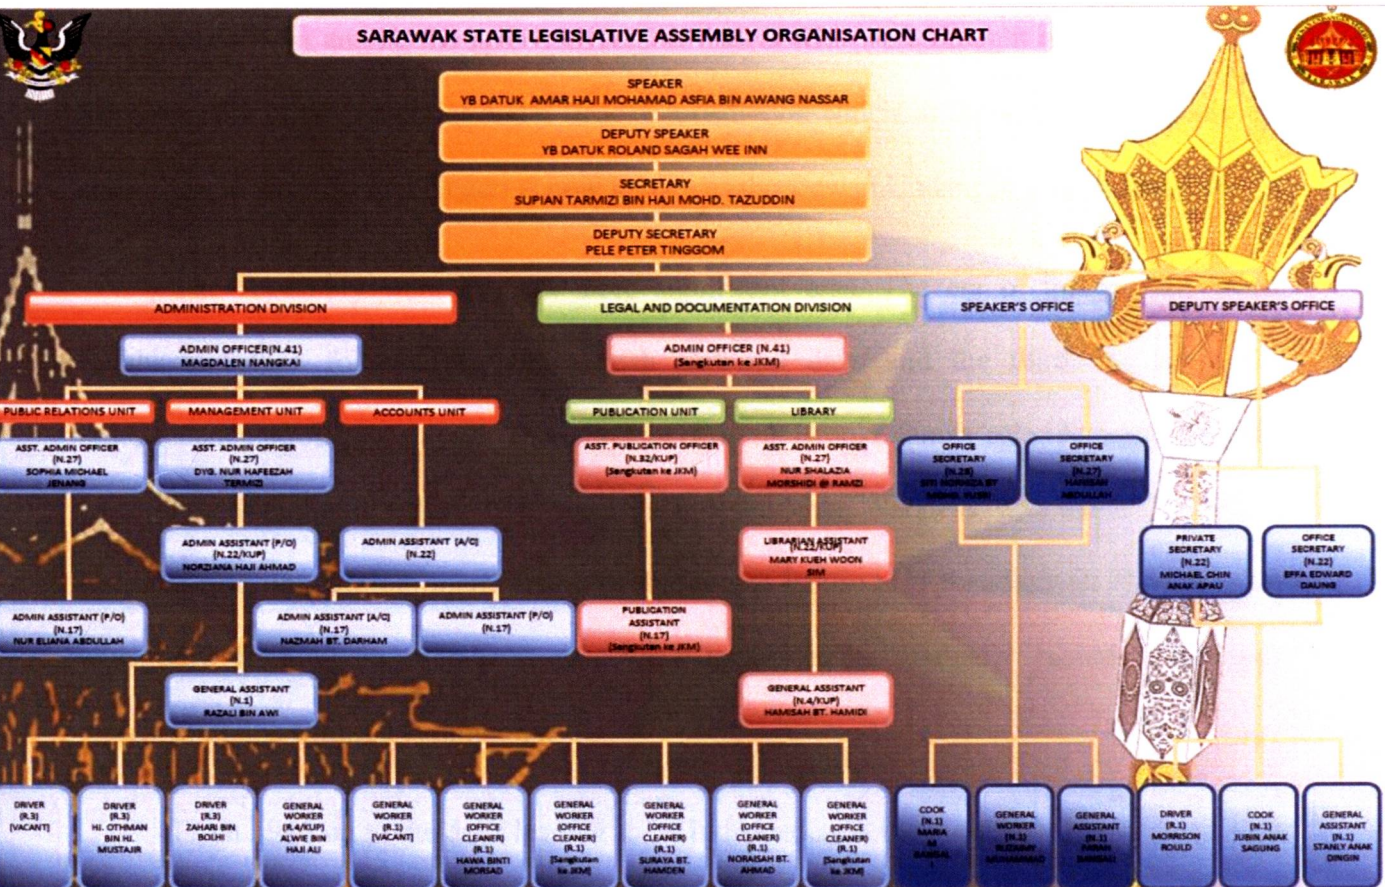 SARAWAK STATE LEGISLATIVE ASSEMBLY ORGANISATION CHART
SPEAKER
YB DATUK AMAR HAJI MOHAMAD ASFIA BIN AWANG NASSAR
DEPUTY SPEAKER
YB DATUK ROLAND SAGAH WEE INN
SECRETARY
SUPIAN TARMIZI BIN HAJI MOHD. TAZUDDIN
DEPUTY SECRETARY
PELE PETER TINGGOM
ADMINISTRATION DIVISION
LEGAL AND DOCUMENTATION DIVISION
SPEAKER'S OFFICE
DEPUTY SPEAKER'S OFFICE
ADMIN OFFICER(N.41)
MAGDALEN NANGKAI
ADMIN OFFICER (N.41)
(Sangkutan ke JKM)
PUBLIC RELATIONS UNIT
MANAGEMENT UNIT
ACCOUNTS UNIT
PUBLICATION UNIT
LIBRARY
ASST. ADMIN OFFICER
(N.27)
SOPHIA MICHAEL
JENANG
ASST. ADMIN OFFICER
(N.27)
DYG. NUR HAFEEZAH
TERMIZI
ASST. PUBLICATION OFFICER
(N.32/KUP)
(Sangkutan ke JKM)
ASST. ADMIN OFFICER
(N.27)
NUR SHALAZIA
MORSHIDI @ RAMZI
OFFICE
SECRETARY
(N.28)
OFFICE
SECRETARY
(N.27)
HANISAH
ABDULLAH
ADMIN ASSISTANT (P/O)
(N.22/KUP)
NORZIANA HAJI AHMAD
ADMIN ASSISTANT (A/C)
(N.22)
LIBRARIAN ASSISTANT
(N.22/KUP)
MARY KUEH WOON
SIM
PRIVATE
SECRETARY
(N.22)
MICHAEL CHIN
ANAK APAU
OFFICE
SECRETARY
(N.22)
EFFA EDWARD
DAUNG
ADMIN ASSISTANT (P/O)
(N.17)
NUR ELIANA ABDULLAH
ADMIN ASSISTANT (A/C)
(N.17)
NAZMAH BT. DARHAM
ADMIN ASSISTANT (P/O)
(N.17)
PUBLICATION
ASSISTANT
(N.17)
(Sangkutan ke JKM)
GENERAL ASSISTANT
(N.1)
RAZALI BIN AWI
GENERAL ASSISTANT
(N.4/KUP)
HAMISAH BT. HAMIDI
DRIVER
(R.3)
(VACANT)
DRIVER
(R.3)
HJ. OTHMAN
BIN HJ.
MUSTAJIR
DRIVER
(R.3)
ZAHARI BIN
BOLHI
GENERAL
WORKER
(R.4/KUP)
ALWIE BIN
HAJI ALI
GENERAL
WORKER
(R.1)
(VACANT)
GENERAL
WORKER
(OFFICE
CLEANER)
(R.1)
HAWA BINTI
MORSAD
GENERAL
WORKER
(OFFICE
CLEANER)
(R.1)
(Sangkutan
ke JKM)
GENERAL
WORKER
(OFFICE
CLEANER)
(R.1)
SURAYA BT.
HAMDEN
GENERAL
WORKER
(OFFICE
CLEANER)
(R.1)
NORAISAH BT.
AHMAD
GENERAL
WORKER
(OFFICE
CLEANER)
(R.1)
(Sangkutan
ke JKM)
COOK
(N.1)
MARIA
GENERAL
WORKER
(R.1)
MUHAMMAD
GENERAL
ASSISTANT
(N.1)
DRIVER
(R.1)
MORRISON
ROULD
COOK
(N.1)
JUBIN ANAK
SAGUNG
GENERAL
ASSISTANT
(N.1)
STANLY ANAK
DINGIN